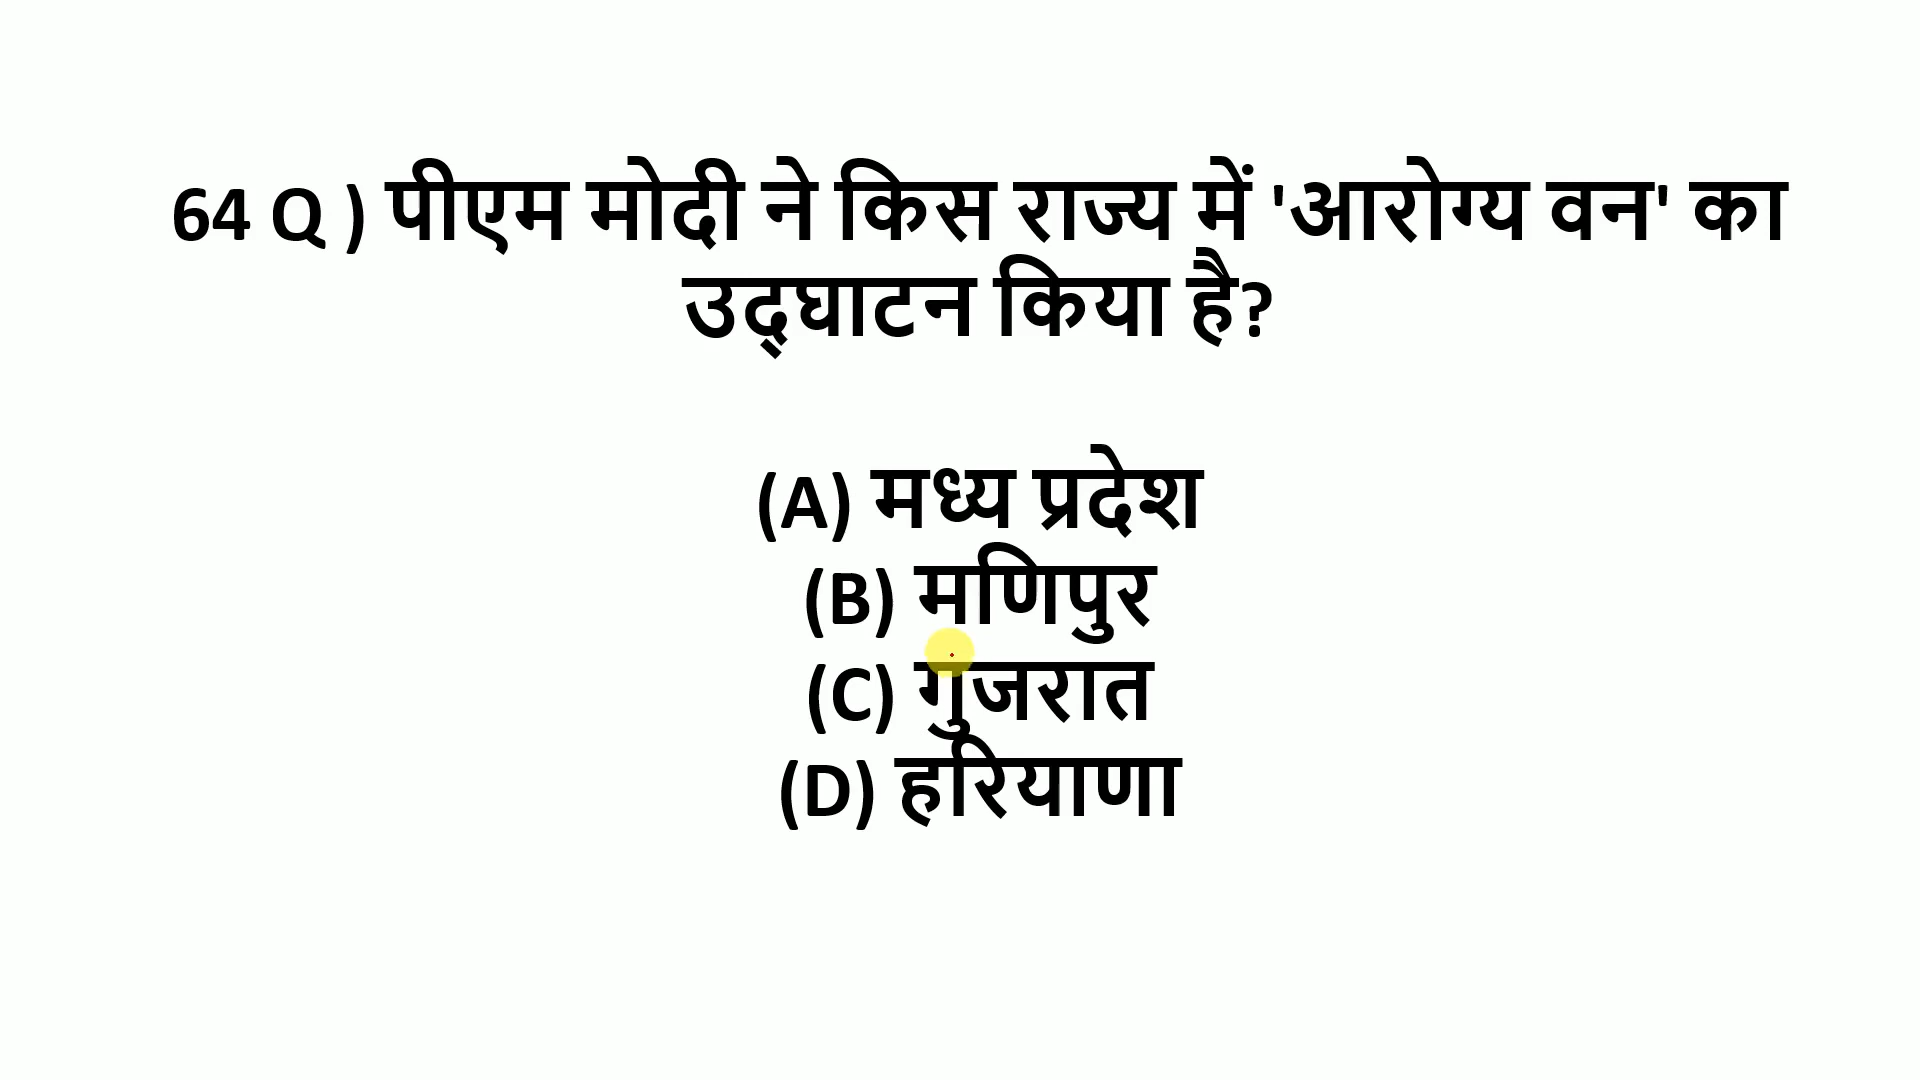 64 Q ) पीएम मोदी ने किस राज्य में 'आरोग्य वन' का
उद्घाटन किया है?
(A) मध्य प्रदेश
(B) मणिपुर
(C) गुजरात
(D) हरियाणा